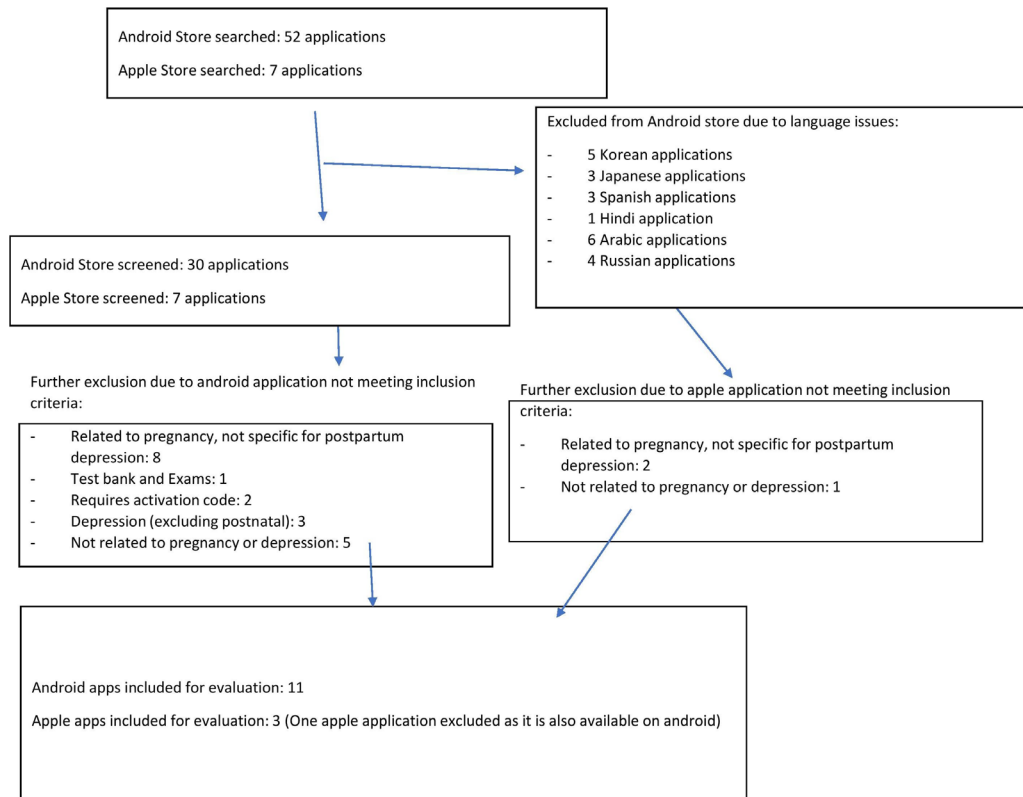 Android Store searched: 52 applications
Apple Store searched: 7 applications
Excluded from Android store due to language issues:
- 5 Korean applications
- 3 Japanese applications
- 3 Spanish applications
- 1 Hindi application
- 6 Arabic applications
- 4 Russian applications
Android Store screened: 30 applications
Apple Store screened: 7 applications
Further exclusion due to android application not meeting inclusion
criteria:
- Related to pregnancy, not specific for postpartum
depression: 8
- Test bank and Exams: 1
- Requires activation code: 2
- Depression (excluding postnatal): 3
- Not related to pregnancy or depression: 5
Further exclusion due to apple application not meeting inclusion
criteria:
- Related to pregnancy, not specific for postpartum
depression: 2
- Not related to pregnancy or depression: 1
Android apps included for evaluation: 11
Apple apps included for evaluation: 3 (One apple application excluded as it is also available on android)